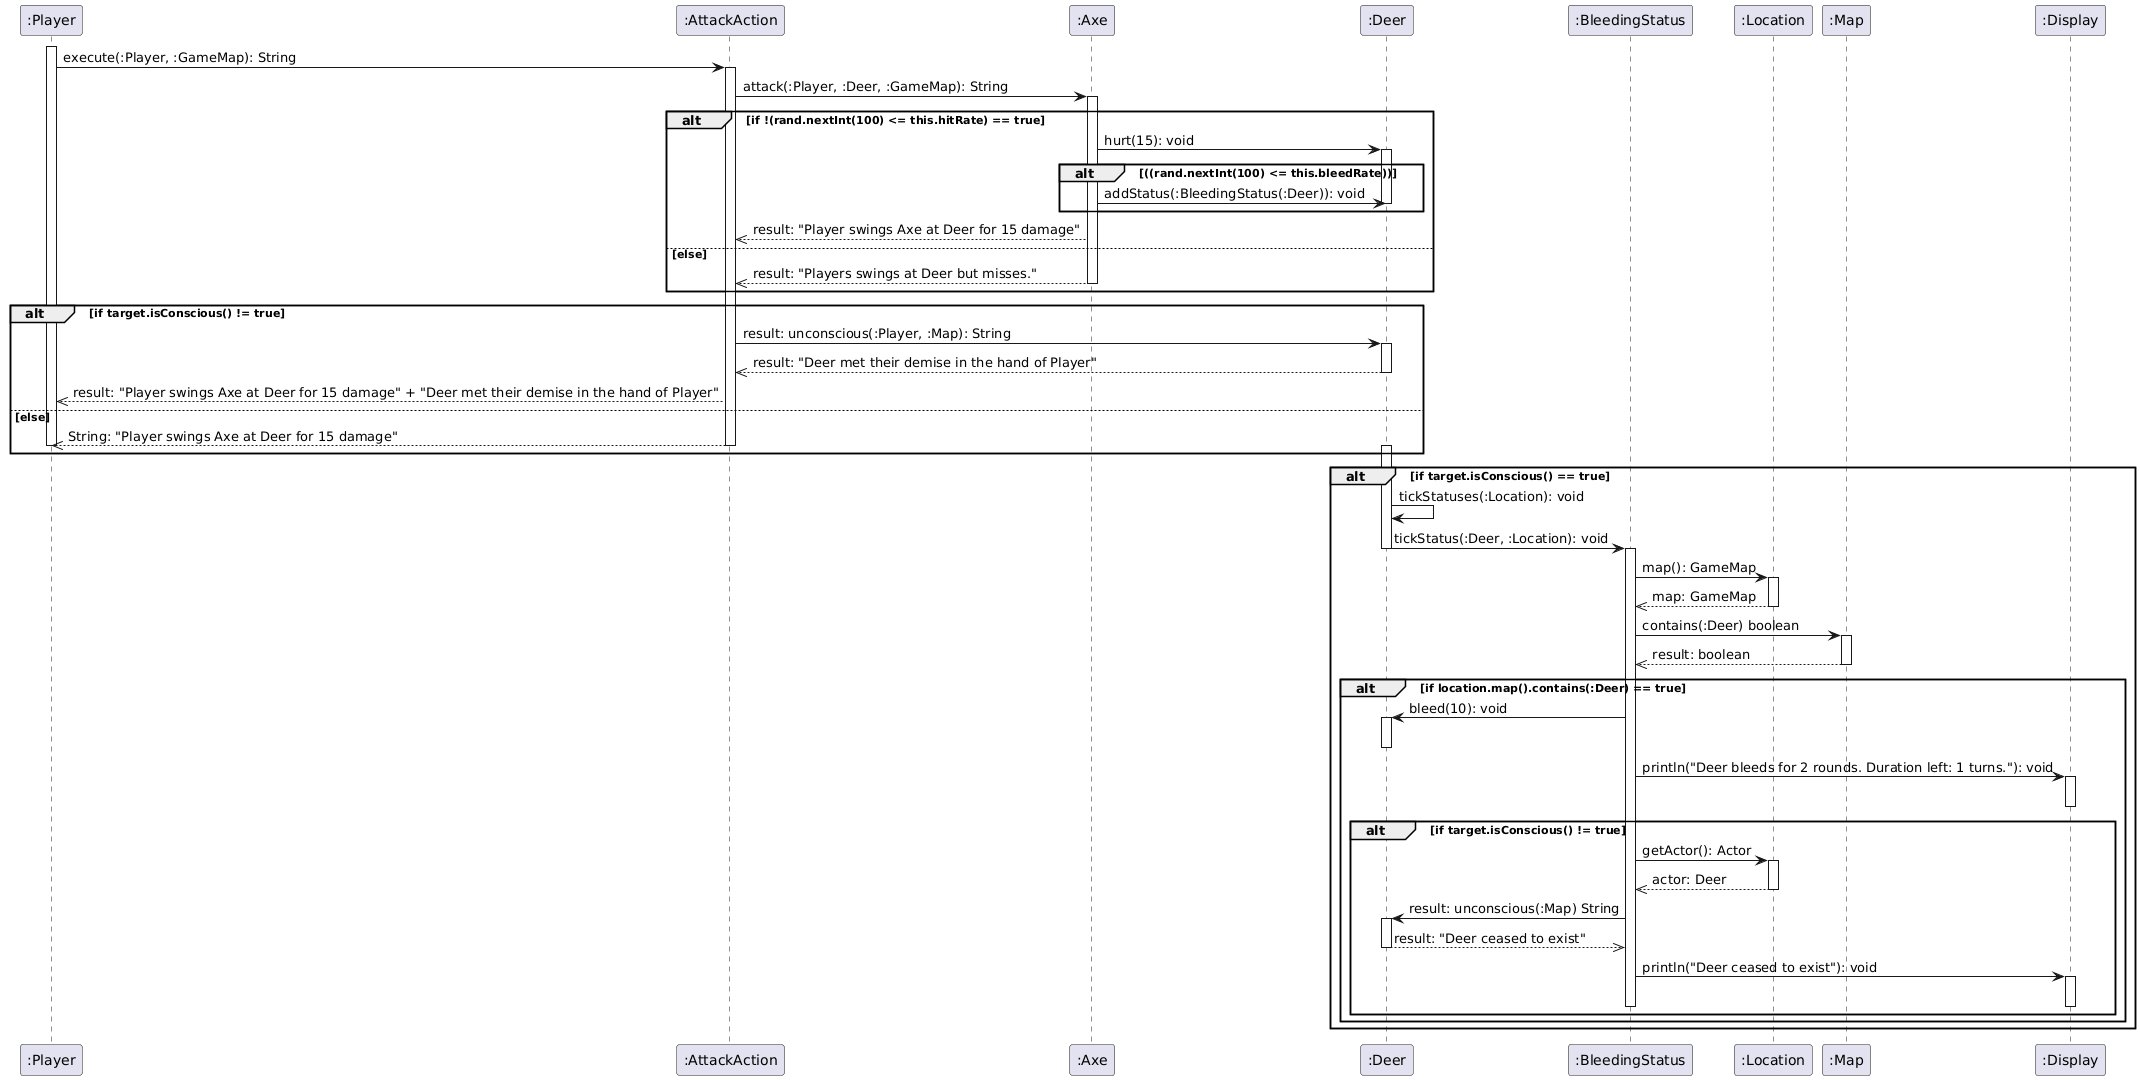 :Player
:AttackAction
:Axe
:Deer
:BleedingStatus
:Location
:Map
:Display
execute(:Player, :GameMap): String
attack(:Player, :Deer, :GameMap): String
alt
[if !(rand.nextInt(100) <= this.hitRate) == true]
hurt(15): void
alt
[((rand.nextInt(100) <= this.bleedRate))]
addStatus(:BleedingStatus(:Deer)): void
result: "Player swings Axe at Deer for 15 damage"
[else]
result: "Players swings at Deer but misses."
alt
[if target.isConscious() != true]
result: unconscious(:Player, :Map): String
result: "Deer met their demise in the hand of Player"
result: "Player swings Axe at Deer for 15 damage" + "Deer met their demise in the hand of Player"
[else]
String: "Player swings Axe at Deer for 15 damage"
alt
[if target.isConscious() == true]
tickStatuses(:Location): void
tickStatus(:Deer, :Location): void
map(): GameMap
map: GameMap
contains(:Deer) boolean
result: boolean
alt
[if location.map().contains(:Deer) == true]
bleed(10): void
println("Deer bleeds for 2 rounds. Duration left: 1 turns."): void
alt
[if target.isConscious() != true]
getActor(): Actor
actor: Deer
result: unconscious(:Map) String
result: "Deer ceased to exist"
println("Deer ceased to exist"): void
:Player
:AttackAction
:Axe
:Deer
:BleedingStatus
:Location
:Map
:Display